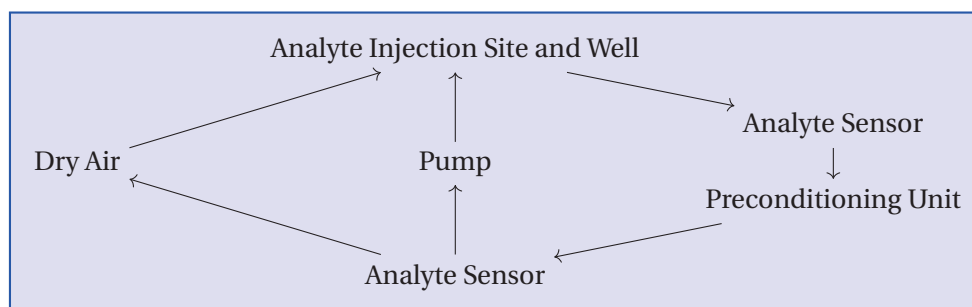 Analyte Injection Site and Well
Analyte Sensor
Dry Air
Pump
Preconditioning Unit
Analyte Sensor